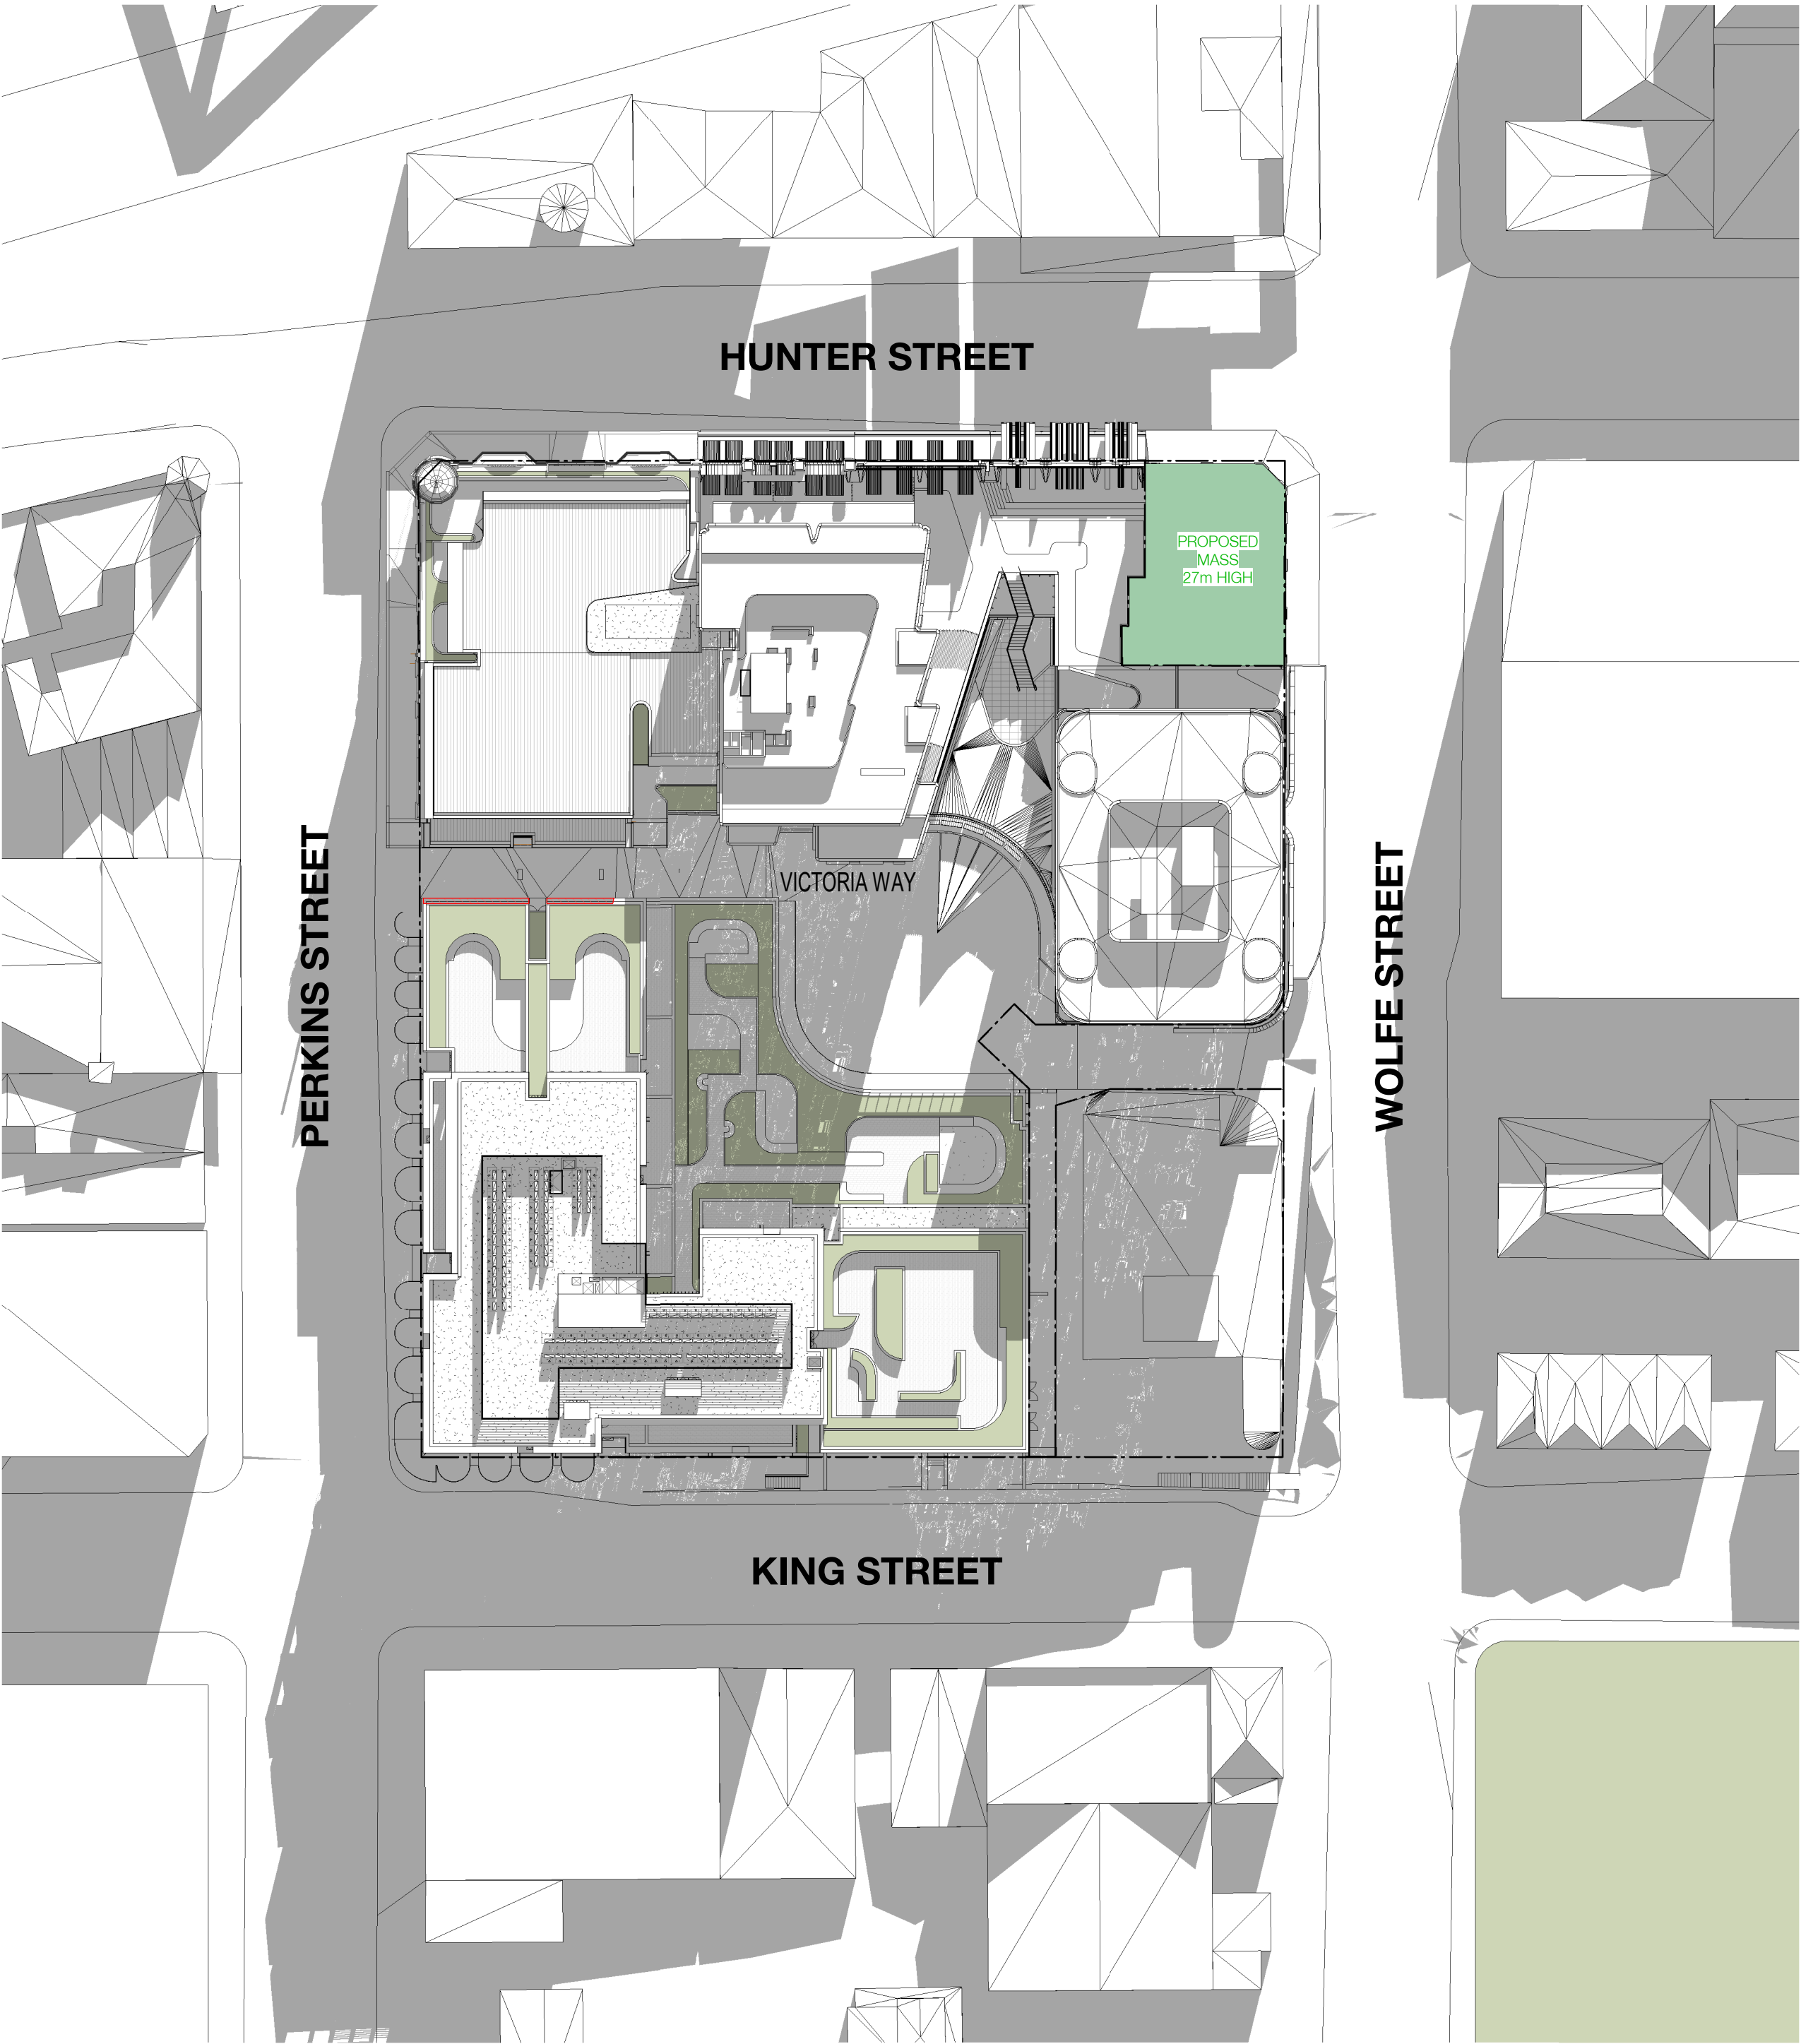 HUNTER STREET
PROPOSED
MASS
27m HIGH
PERKINS STREET
VICTORIA WAY
WOLFE STREET
KING STREET